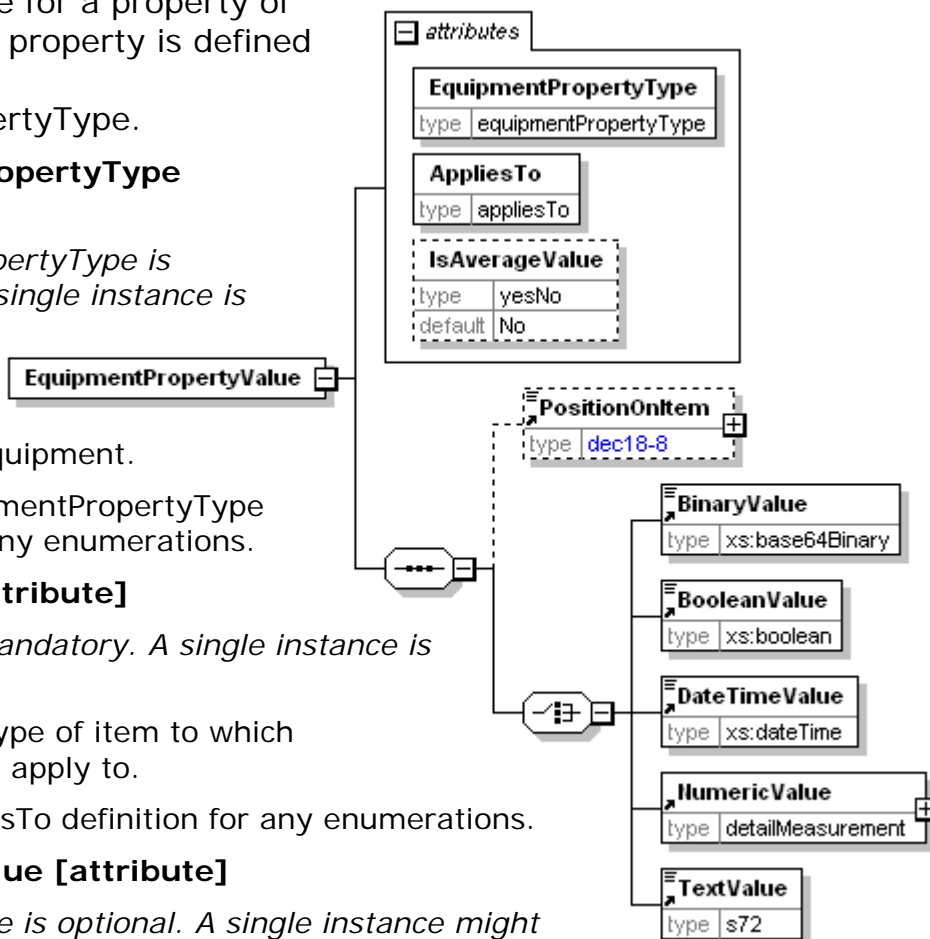 e for a property of
property is defined
ertyType.
opertyType
pertyType is
single instance is
quipment.
mentPropertyType
ny enumerations.
tribute]
andatory. A single instance is
ype of item to which
apply to.
sTo definition for any enumerations.
ue [attribute]
e is optional. A single instance might
attributes
EquipmentPropertyType
type equipmentPropertyType
AppliesTo
type appliesTo
IsAverageValue
type yesNo
default No
EquipmentPropertyValue
PositionOnItem
type dec18-8
BinaryValue
type xs:base64Binary
BooleanValue
type xs:boolean
DateTimeValue
type xs:dateTime
NumericValue
type detailMeasurement
TextValue
type s72